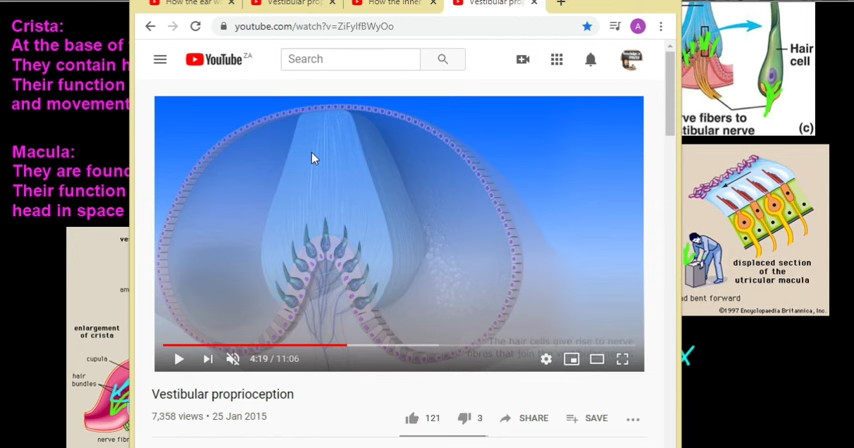 How the ear w
Vestibular prop
How the inner
Vestibular prop
youtube.com/watch?v=ZiFyIfBWyOo
A
YouTube ZA
Search
Crista:
At the base of
They contain h
Their function
and movement
Macula:
They are found
Their function
head in space
enlargement
of crista
cupula
hair
bundles
nerve fibr
The hair cells give rise to nerve
fibres that join
4:19 / 11:06
Vestibular proprioception
7,358 views • 25 Jan 2015
121
3
SHARE
SAVE
Hair
cell
ve fibers to
tibular nerve
(c)
displaced section
of the
utricular macula
d bent forward
©1997 Encyclopaedia Britannica, Inc.
x